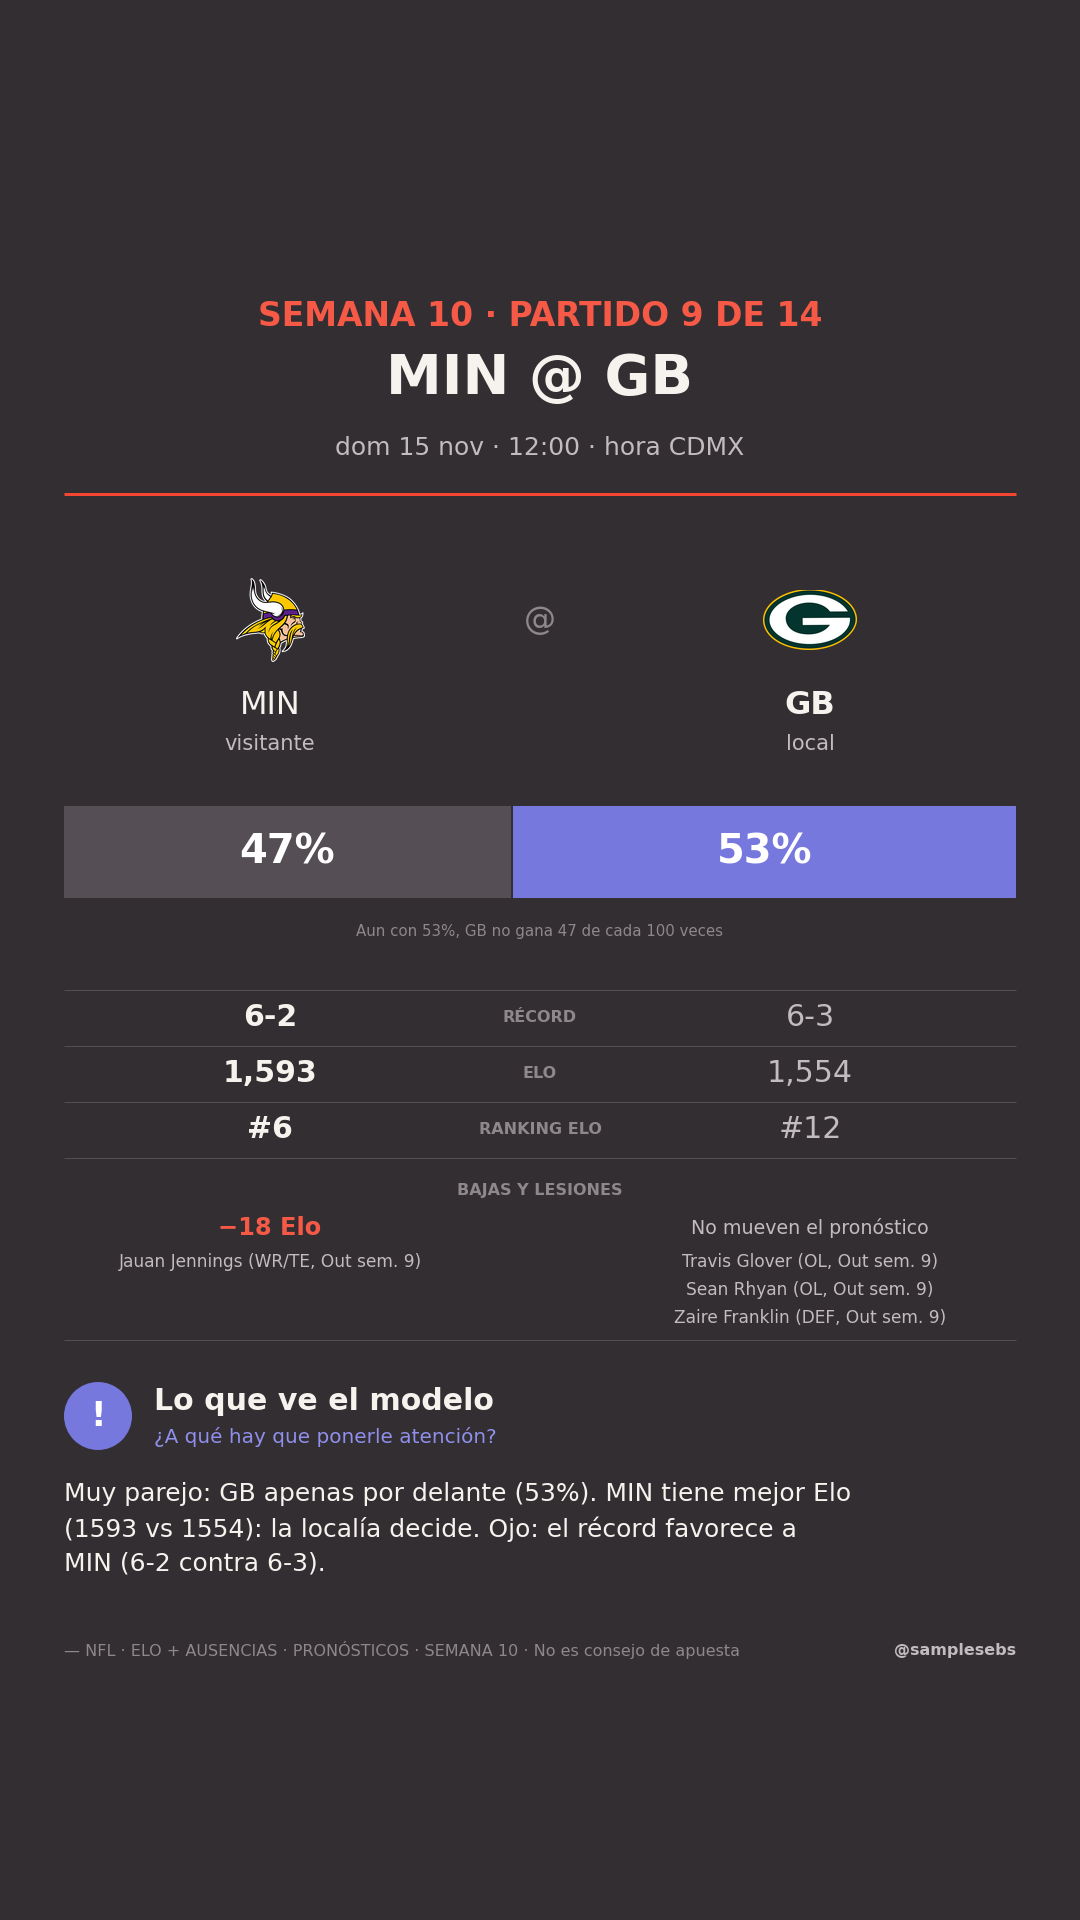 SEMANA 10 · PARTIDO 9 DE 14
MIN @ GB
dom 15 nov · 12:00 · hora CDMX
@
G
MIN
GB
visitante
local
47%
53%
Aun con 53%, GB no gana 47 de cada 100 veces
6-2 RÉCORD 6-3
1,593 ELO 1,554
#6 RANKING ELO #12
BAJAS Y LESIONES
−18 Elo
No mueven el pronóstico
Jauan Jennings (WR/TE, Out sem. 9)
Travis Glover (OL, Out sem. 9)
Sean Rhyan (OL, Out sem. 9)
Zaire Franklin (DEF, Out sem. 9)
!
Lo que ve el modelo
¿A qué hay que ponerle atención?
Muy parejo: GB apenas por delante (53%). MIN tiene mejor Elo
(1593 vs 1554): la localía decide. Ojo: el récord favorece a
MIN (6-2 contra 6-3).
— NFL · ELO + AUSENCIAS · PRONÓSTICOS · SEMANA 10 · No es consejo de apuesta
@samplesebs